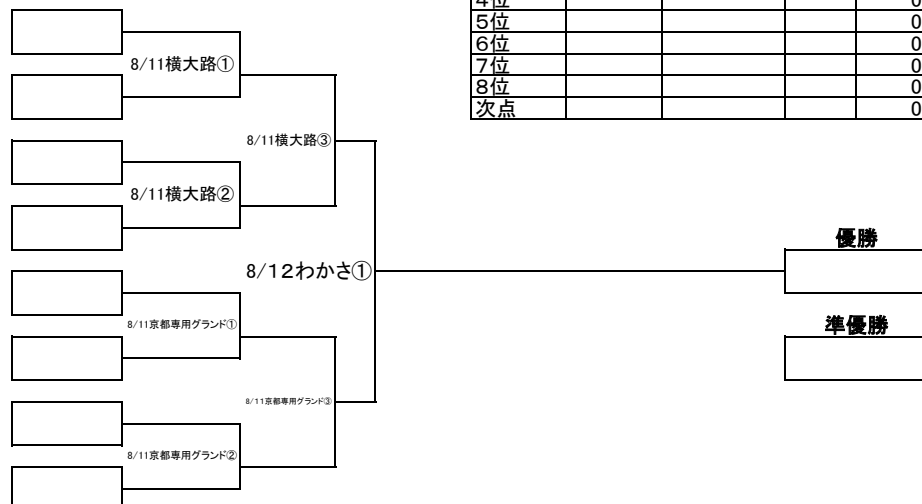 4位 0
5位 0
6位 0
7位 0
8位 0
次点 0
8/11横大路①
8/11横大路③
8/11横大路②
優勝
8/12わかさ①
8/11京都専用グランド①
準優勝
8/11京都専用グランド③
8/11京都専用グランド②